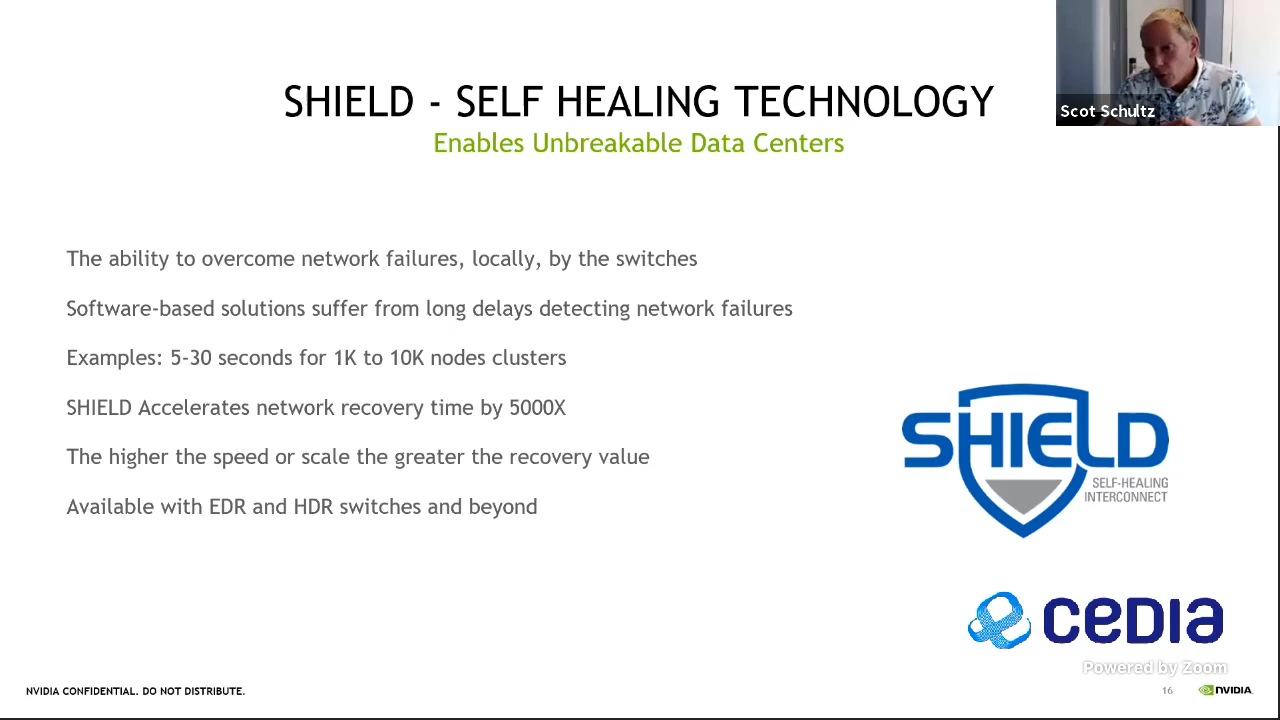 SHIELD - SELF HEALING TECHNOLOGY
Enables Unbreakable Data Centers
Scot Schultz
The ability to overcome network failures, locally, by the switches
Software-based solutions suffer from long delays detecting network failures
Examples: 5-30 seconds for 1K to 10K nodes clusters
SHIELD Accelerates network recovery time by 5000X
The higher the speed or scale the greater the recovery value
Available with EDR and HDR switches and beyond
SHIELD
SELF-HEALING
INTERCONNECT
CEDIA
Powered by Zoom
NVIDIA CONFIDENTIAL. DO NOT DISTRIBUTE.
16
NVIDIA.